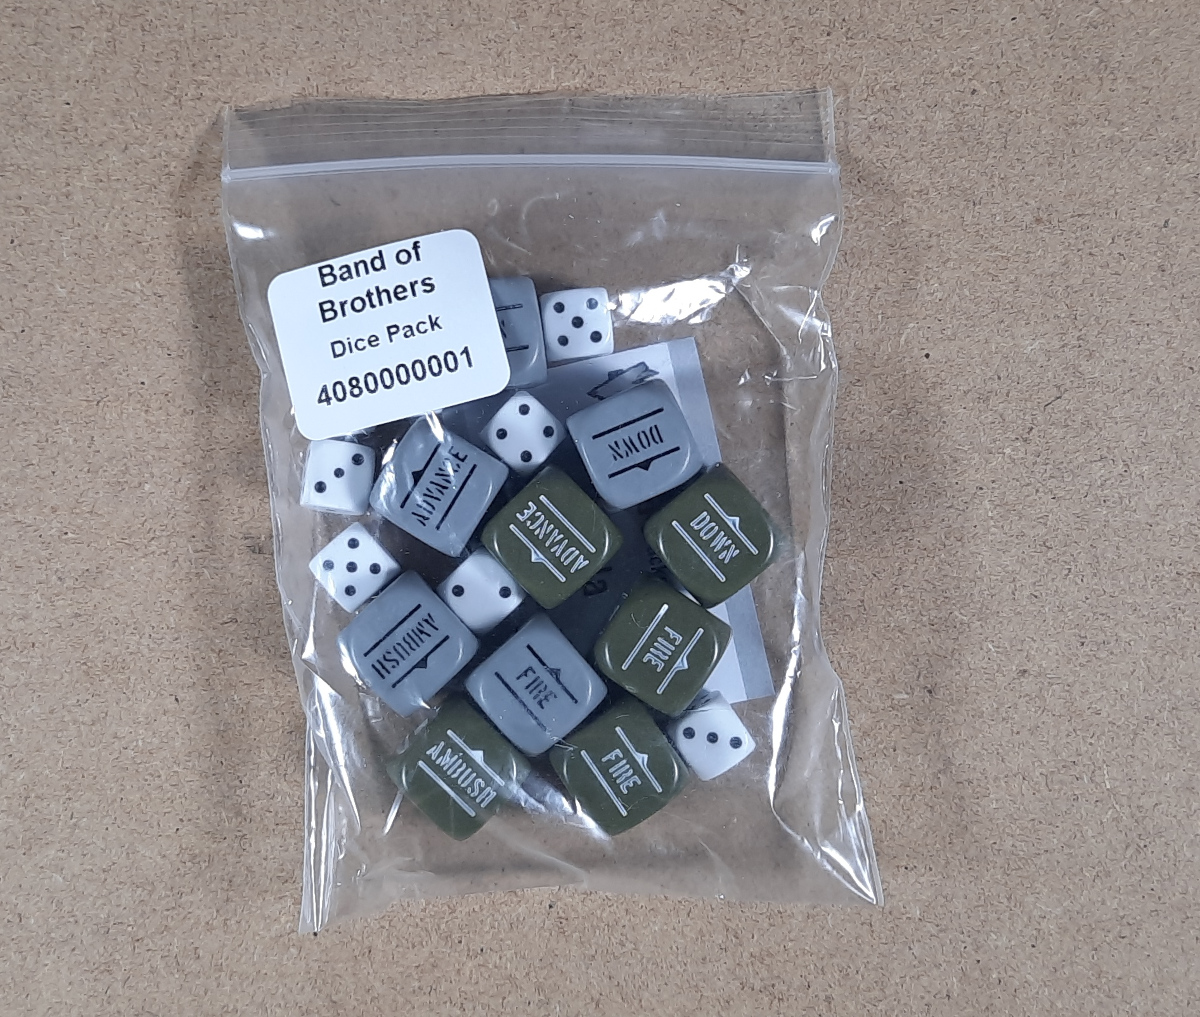 Band of
Brothers
Dice Pack
4080000001
DOWN
ADVANCE
ADVANCE
DOWN
AMBUSH
FIRE
FIRE
AMBUSH
FIRE